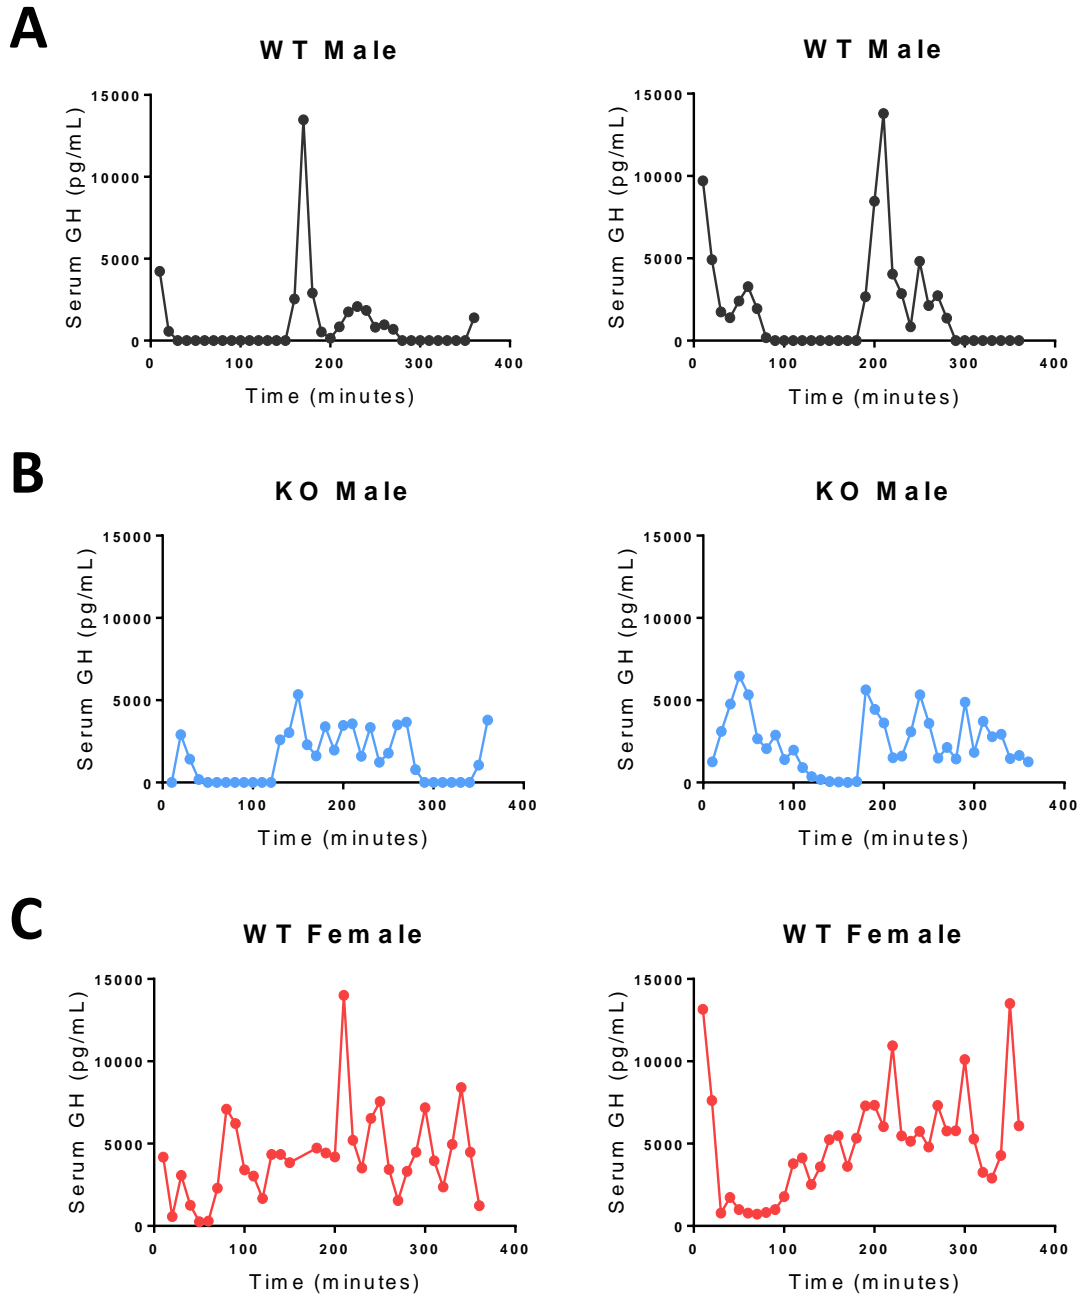 A
WT Male WT Male
Serum GH (pg/mL) Serum GH (pg/mL)
15000 15000
10000 10000
5000 5000
0 0
0 100 200 300 400 0 100 200 300 400
Time (minutes) Time (minutes)
B
KO Male KO Male
Serum GH (pg/mL) Serum GH (pg/mL)
15000 15000
10000 10000
5000 5000
0 0
0 100 200 300 400 0 100 200 300 400
Time (minutes) Time (minutes)
C
WT Female WT Female
Serum GH (pg/mL) Serum GH (pg/mL)
15000 15000
10000 10000
5000 5000
0 0
0 100 200 300 400 0 100 200 300 400
Time (minutes) Time (minutes)